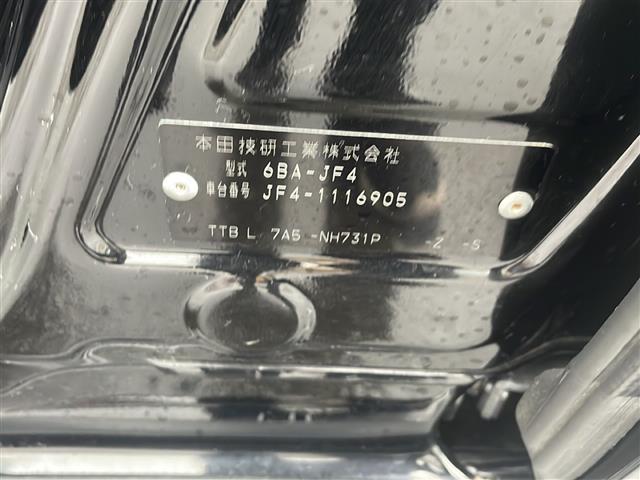 本田技研工業株式会社
型式 6BA-JF4
車台番号 JF4-1116905
TTB L 7A5 -NH731P -Z -S